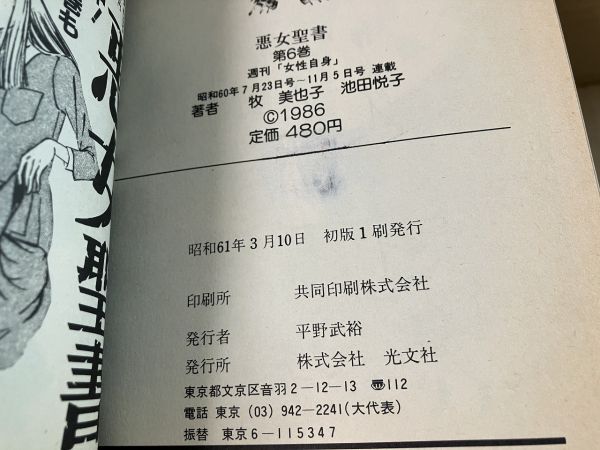 悪女聖書
第6巻
週刊「女性自身」
昭和60年7月23日号〜11月5日号 連載
著者 牧 美也子 池田悦子
©1986
定価 480円
昭和61年3月10日 初版1刷発行
印刷所 共同印刷株式会社
発行者 平野武裕
発行所 株式会社 光文社
東京都文京区音羽2-12-13 〠112
電話 東京 (03) 942-2241(大代表)
振替 東京6-115347
悪女聖書